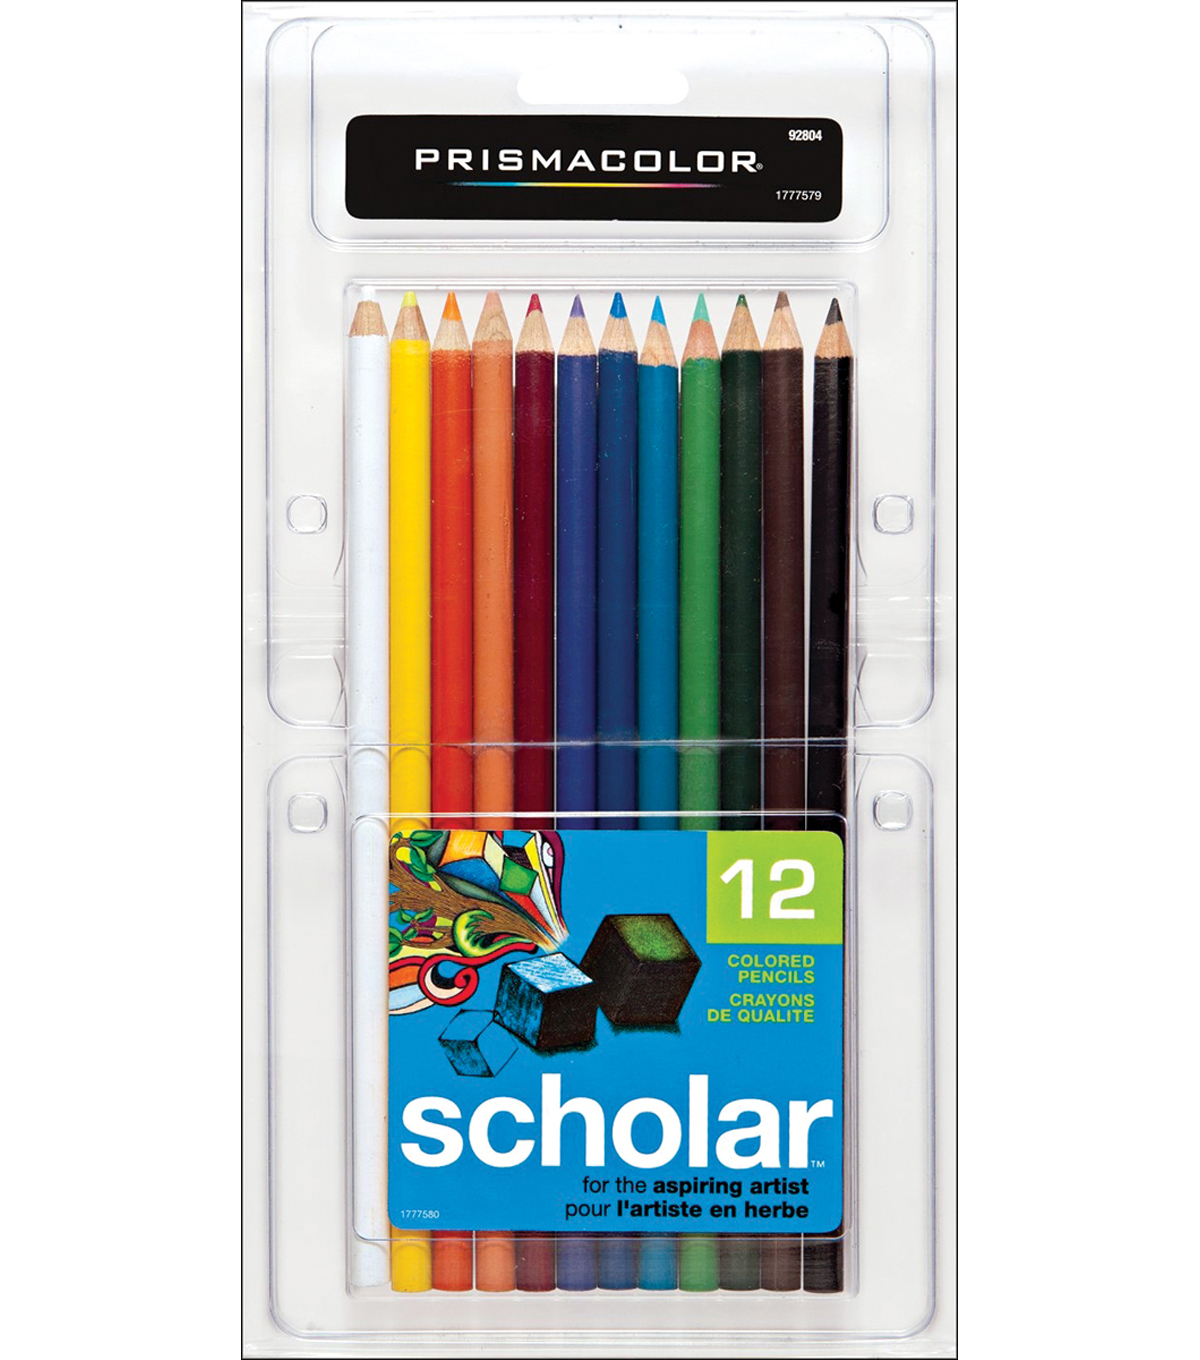 92804
PRISMACOLOR®
1777579
12
COLORED
PENCILS
CRAYONS
DE QUALITE
scholar™
for the aspiring artist
pour l'artiste en herbe
1777580